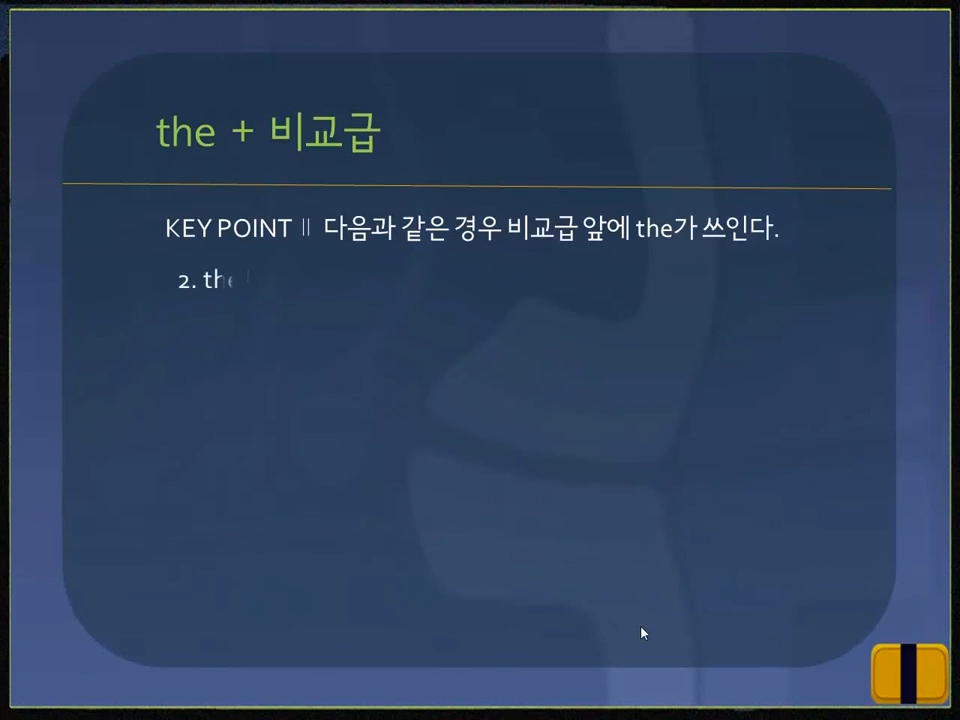 the + 비교급
KEY POINT Ⅱ 다음과 같은 경우 비교급 앞에 the가 쓰인다.
2. the